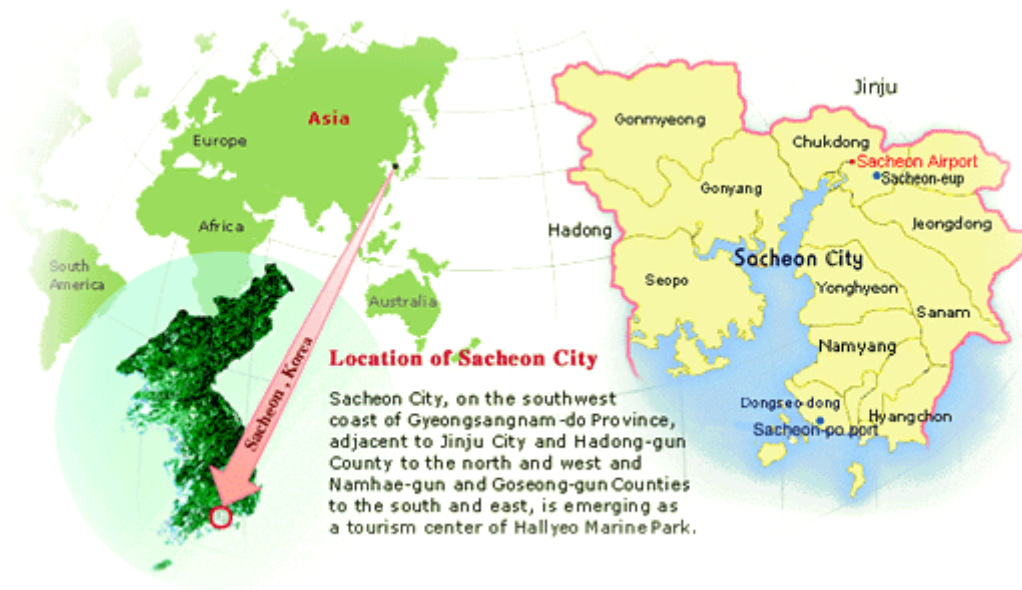 Asia
Europe
Africa
South
America
Australia
Sacheon , Korea
Location of Sacheon City
Sacheon City, on the southwest
coast of Gyeongsangnam-do Province,
adjacent to Jinju City and Hadong-gun
County to the north and west and
Namhae-gun and Goseong-gun Counties
to the south and east, is emerging as
a tourism center of Hallyeo Marine Park.
Jinju
Gonmyeong
Chukdong
Sacheon Airport
Sacheon-eup
Gonyang
Jeongdong
Hadong
Sacheon City
Seopo
Yonghyeon
Sanam
Namyang
Dongseo-dong
Hyangchon
Sacheon-po port